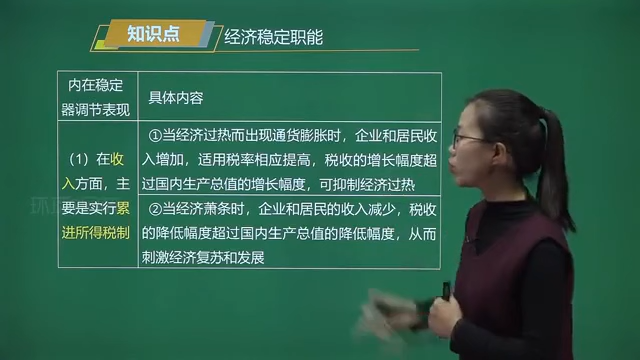 知识点
经济稳定职能
内在稳定
器调节表现
具体内容
（1）在收
入方面，主
要是实行累
进所得税制
①当经济过热而出现通货膨胀时，企业和居民收
入增加，适用税率相应提高，税收的增长幅度超
过国内生产总值的增长幅度，可抑制经济过热
②当经济萧条时，企业和居民的收入减少，税收
的降低幅度超过国内生产总值的降低幅度，从而
刺激经济复苏和发展